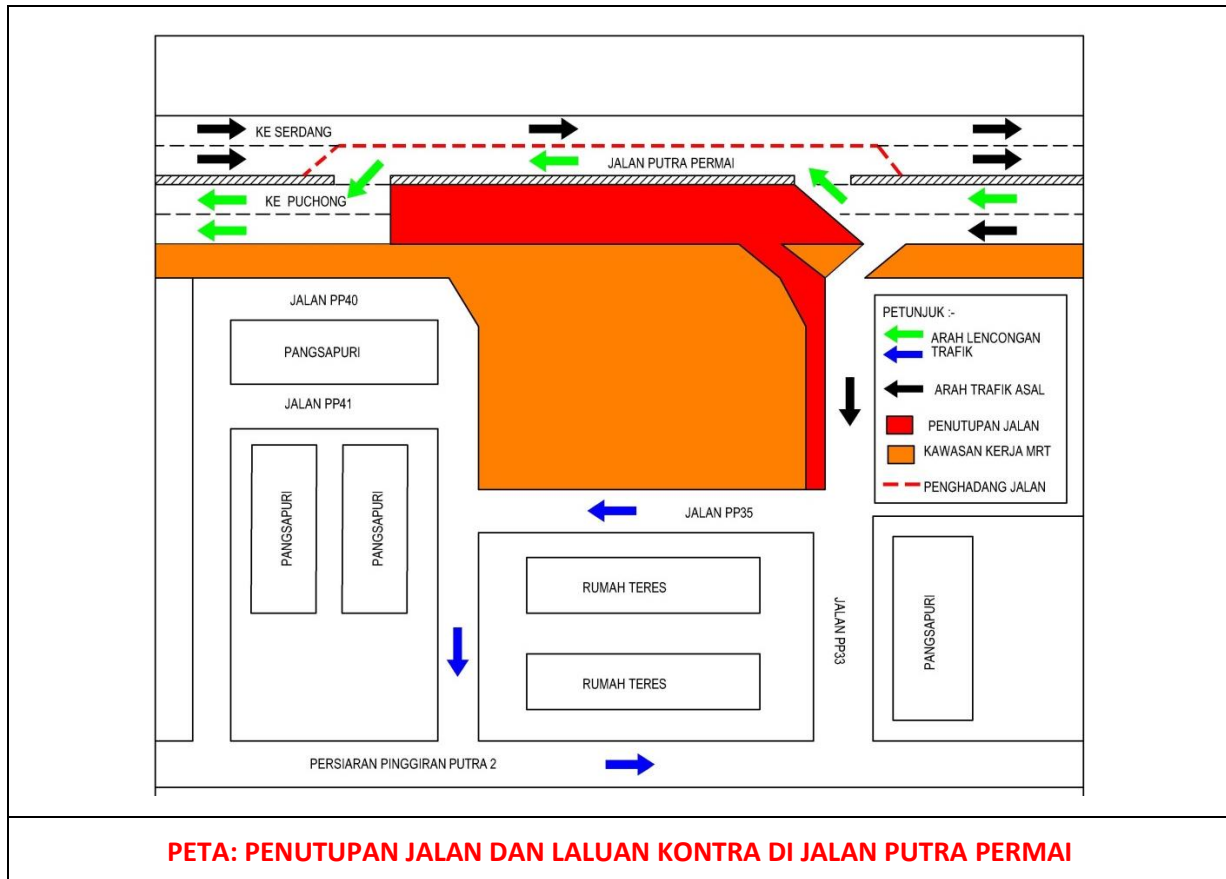 KE SERDANG
JALAN PUTRA PERMAI
KE PUCHONG
JALAN PP40
PANGSAPURI
JALAN PP41
PANGSAPURI
PANGSAPURI
PETUNJUK :-
ARAH LENCONGAN
TRAFIK
ARAH TRAFIK ASAL
PENUTUPAN JALAN
KAWASAN KERJA MRT
PENGHADANG JALAN
JALAN PP35
RUMAH TERES
RUMAH TERES
JALAN PP33
PANGSAPURI
PERSIARAN PINGGIRAN PUTRA 2
PETA: PENUTUPAN JALAN DAN LALUAN KONTRA DI JALAN PUTRA PERMAI